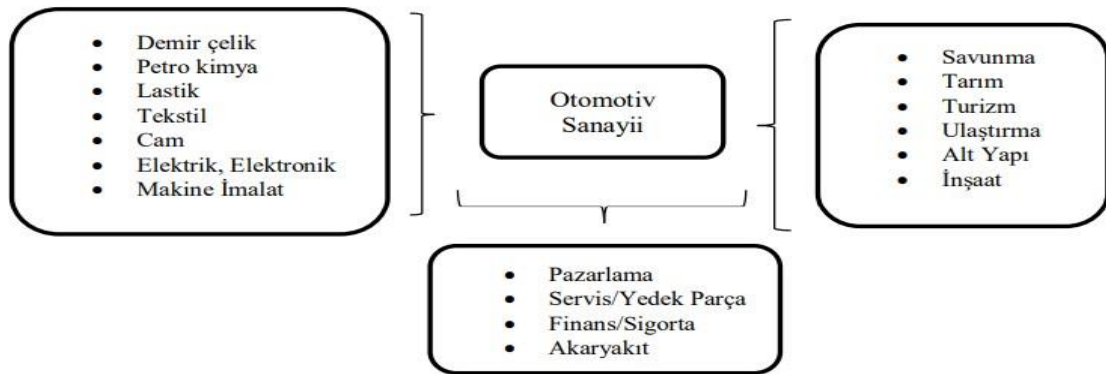 Demir çelik
Petro kimya
Lastik
Tekstil
Cam
Elektrik, Elektronik
Makine İmalat
Otomotiv
Sanayii
Savunma
Tarım
Turizm
Ulaştırma
Alt Yapı
İnşaat
Pazarlama
Servis/Yedek Parça
Finans/Sigorta
Akaryakıt